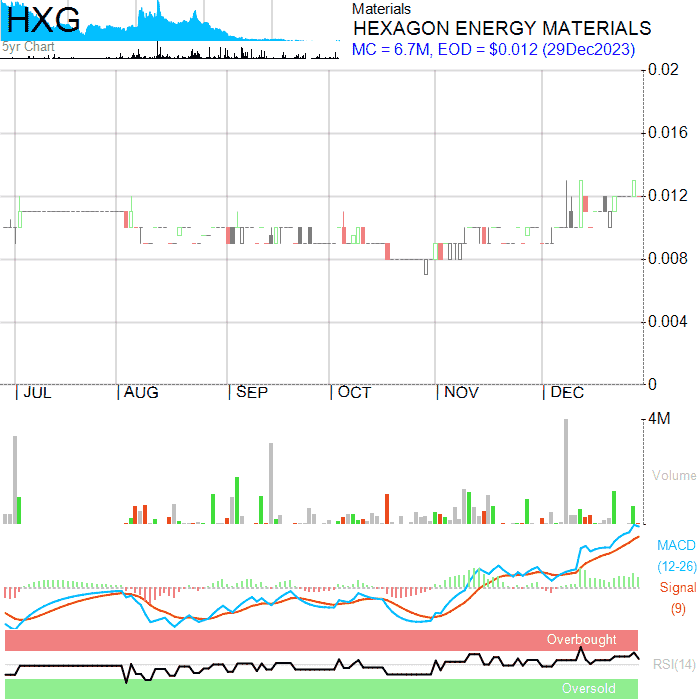 HXG
5yr Chart
Materials
HEXAGON ENERGY MATERIALS
MC = 6.7M, EOD = $0.012 (29Dec2023)
0.02
0.016
0.012
0.008
0.004
0
JUL AUG SEP OCT NOV DEC
4M
Volume
MACD
(12-26)
Signal
(9)
Overbought
RSI(14)
Oversold